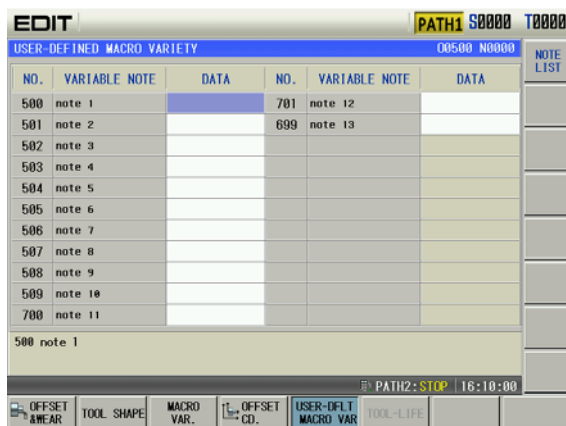 EDIT PATH1 S0000 T0000
USER-DEFINED MACRO VARIETY O0500 N0000
NOTE LIST
NO. VARIABLE NOTE DATA NO. VARIABLE NOTE DATA
500 note 1 701 note 12
501 note 2 699 note 13
502 note 3
503 note 4
504 note 5
505 note 6
506 note 7
507 note 8
508 note 9
509 note 10
700 note 11
500 note 1
PATH2:STOP 16:10:00
OFFSET &WEAR TOOL SHAPE MACRO VAR. OFFSET CD. USER-DFLT MACRO VAR TOOL-LIFE